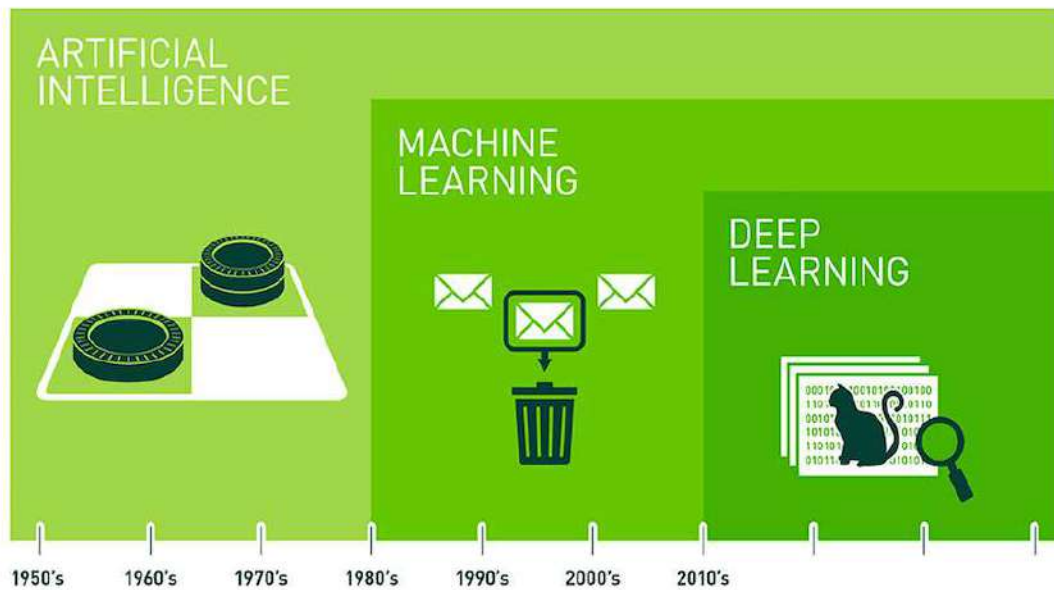 ARTIFICIAL
INTELLIGENCE
MACHINE
LEARNING
DEEP
LEARNING
1950's 1960's 1970's 1980's 1990's 2000's 2010's